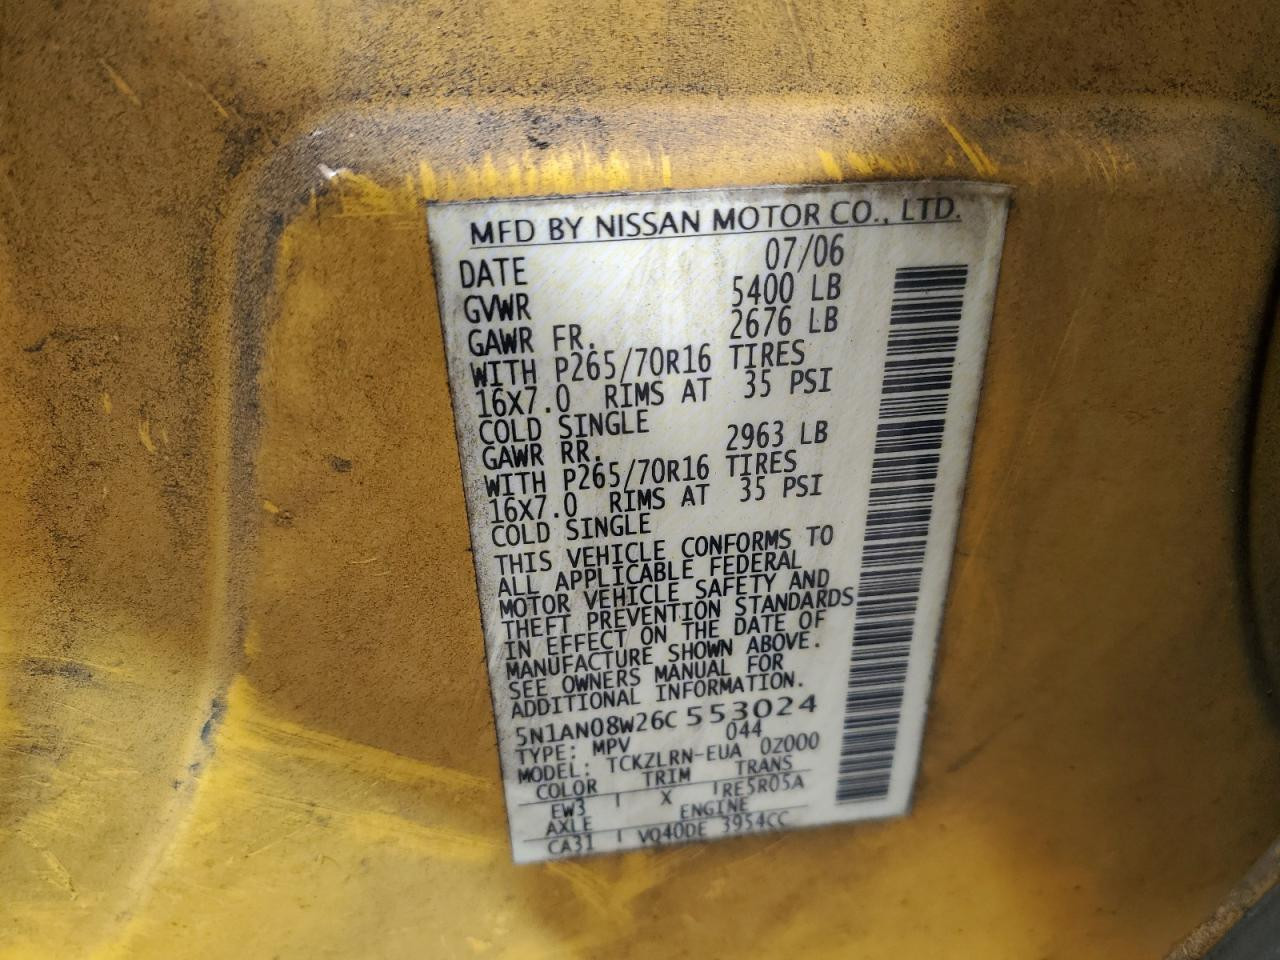 MFD BY NISSAN MOTOR CO., LTD.
DATE 07/06
GVWR 5400 LB
GAWR FR. 2676 LB
WITH P265/70R16 TIRES
16X7.0 RIMS AT 35 PSI
COLD SINGLE
GAWR RR. 2963 LB
WITH P265/70R16 TIRES
16X7.0 RIMS AT 35 PSI
COLD SINGLE
THIS VEHICLE CONFORMS TO
ALL APPLICABLE FEDERAL
MOTOR VEHICLE SAFETY AND
THEFT PREVENTION STANDARDS
IN EFFECT ON THE DATE OF
MANUFACTURE SHOWN ABOVE.
SEE OWNERS MANUAL FOR
ADDITIONAL INFORMATION.
5N1AN08W26C553024
TYPE: MPV 044
MODEL: TCKZLRN-EUA 0Z000
COLOR TRIM TRANS
EW3 X RE5R05A
AXLE ENGINE
CA31 VQ40DE 3954CC